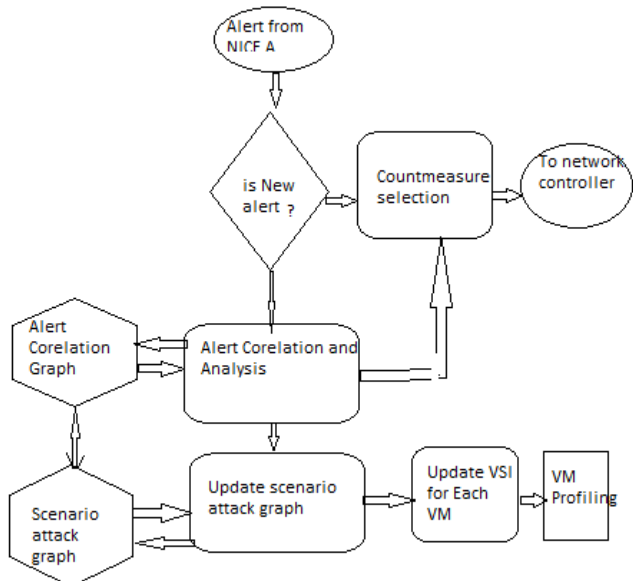 Alert from
NICE A
is New
alert ?
Countmeasure
selection
To network
controller
Alert
Corelation
Graph
Alert Corelation and
Analysis
Scenario
attack
graph
Update scenario
attack graph
Update VSI
for Each
VM
VM
Profiling